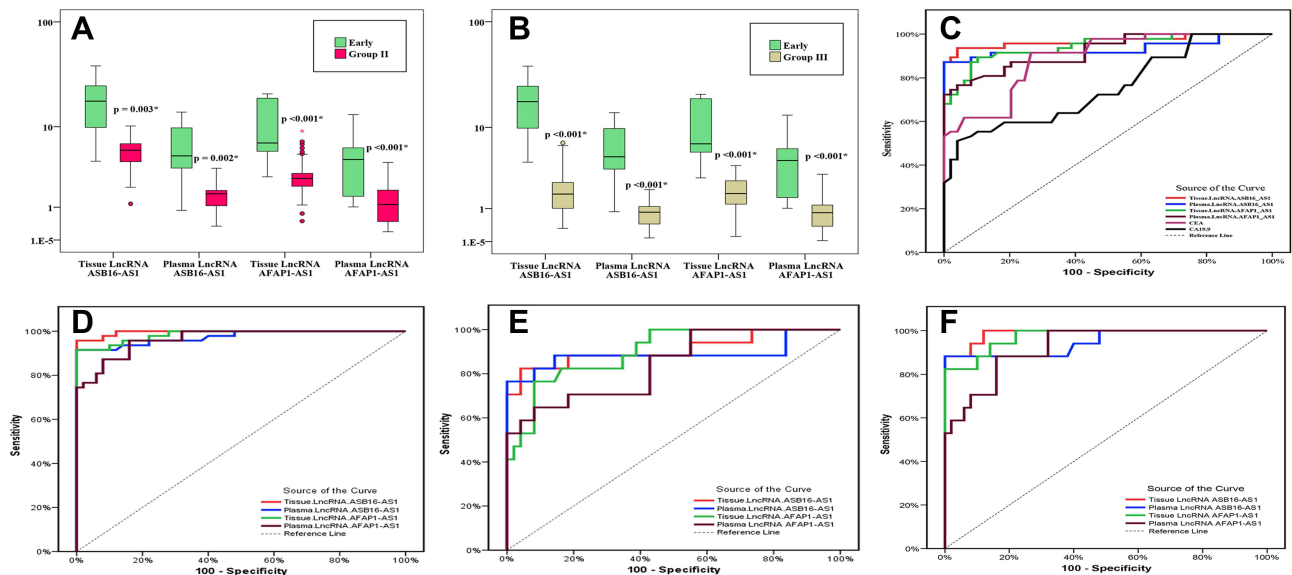 A
100
10
1
1.E-5
Early
Group II
p = 0.003*
p = 0.002*
p <0.001*
p <0.001*
Tissue LncRNA
ASB16-AS1
Plasma LncRNA
ASB16-AS1
Tissue LncRNA
AFAP1-AS1
Plasma LncRNA
AFAP1-AS1
B
100
10
1
1.E-5
Early
Group III
p <0.001*
p <0.001*
p <0.001*
p <0.001*
Tissue LncRNA
ASB16-AS1
Plasma LncRNA
ASB16-AS1
Tissue LncRNA
AFAP1-AS1
Plasma LncRNA
AFAP1-AS1
C
100%
80%
60%
40%
20%
0%
Sensitivity
Source of the Curve
Tissue.LncRNA.ASB16_AS1
Plasma.LncRNA.ASB16_AS1
Tissue.LncRNA.AFAP1_AS1
Plasma.LncRNA.AFAP1_AS1
CEA
CA19.9
Reference Line
0% 20% 40% 60% 80% 100%
100 - Specificity
D
100%
80%
60%
40%
20%
0%
Sensitivity
Source of the Curve
Tissue.LncRNA.ASB16-AS1
Plasma.LncRNA.ASB16-AS1
Tissue.LncRNA.AFAP1-AS1
Plasma.LncRNA.AFAP1-AS1
Reference Line
0% 20% 40% 60% 80% 100%
100 - Specificity
E
100%
80%
60%
40%
20%
0%
Sensitivity
Source of the Curve
Tissue LncRNA.ASB16-AS1
Plasma.LncRNA.ASB16-AS1
Tissue.LncRNA.AFAP1-AS1
Plasma LncRNA AFAP1-AS1
Reference Line
0% 20% 40% 60% 80% 100%
100 - Specificity
F
100%
80%
60%
40%
20%
0%
Sensitivity
Source of the Curve
Tissue LncRNA ASB16-AS1
Plasma LncRNA ASB16-AS1
Tissue LncRNA AFAP1-AS1
Plasma LncRNA AFAP1-AS1
Reference Line
0% 20% 40% 60% 80% 100%
100 - Specificity